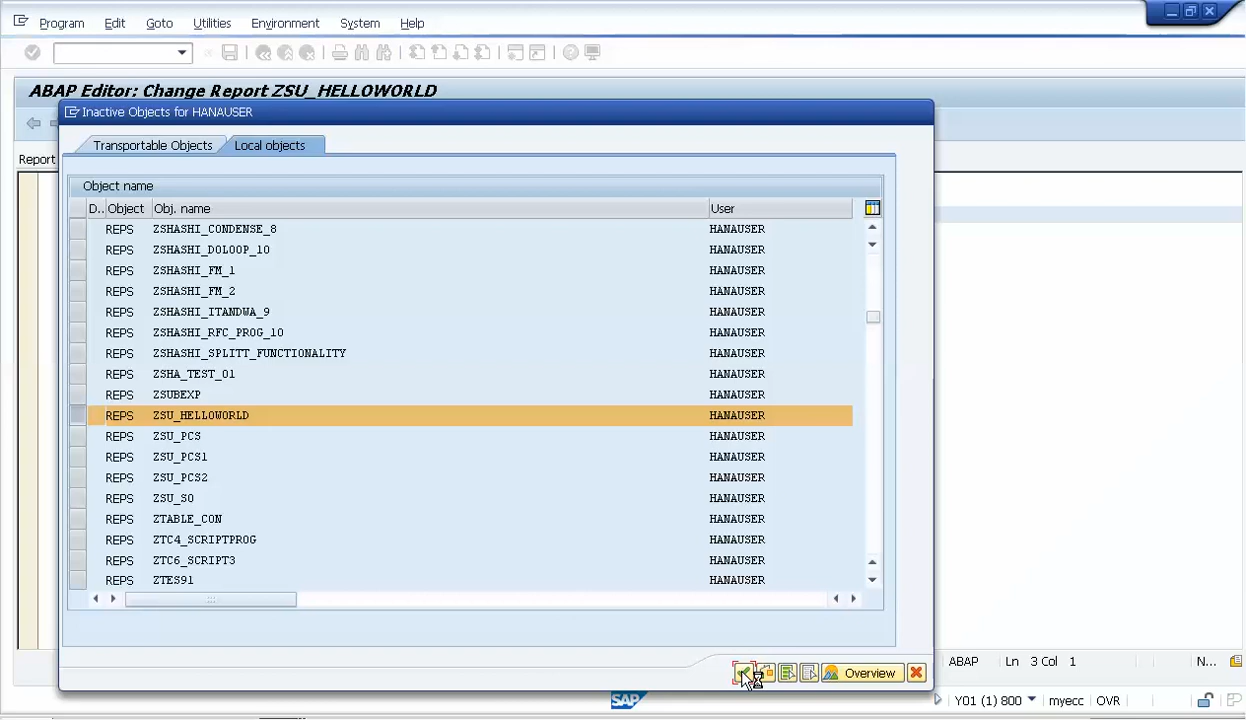 Program Edit Goto Utilities Environment System Help
ABAP Editor: Change Report ZSU_HELLOWORLD
Inactive Objects for HANAUSER
Transportable Objects Local objects
Report
Object name
D.. Object Obj. name User
REPS ZSHASHI_CONDENSE_8 HANAUSER
REPS ZSHASHI_DOLOOP_10 HANAUSER
REPS ZSHASHI_FM_1 HANAUSER
REPS ZSHASHI_FM_2 HANAUSER
REPS ZSHASHI_ITANDWA_9 HANAUSER
REPS ZSHASHI_RFC_PROG_10 HANAUSER
REPS ZSHASHI_SPLITT_FUNCTIONALITY HANAUSER
REPS ZSHA_TEST_01 HANAUSER
REPS ZSUBEXP HANAUSER
REPS ZSU_HELLOWORLD HANAUSER
REPS ZSU_PCS HANAUSER
REPS ZSU_PCS1 HANAUSER
REPS ZSU_PCS2 HANAUSER
REPS ZSU_SO HANAUSER
REPS ZTABLE_CON HANAUSER
REPS ZTC4_SCRIPTPROG HANAUSER
REPS ZTC6_SCRIPT3 HANAUSER
REPS ZTES91 HANAUSER
Overview
ABAP Ln 3 Col 1 N...
SAP Y01 (1) 800 myecc OVR